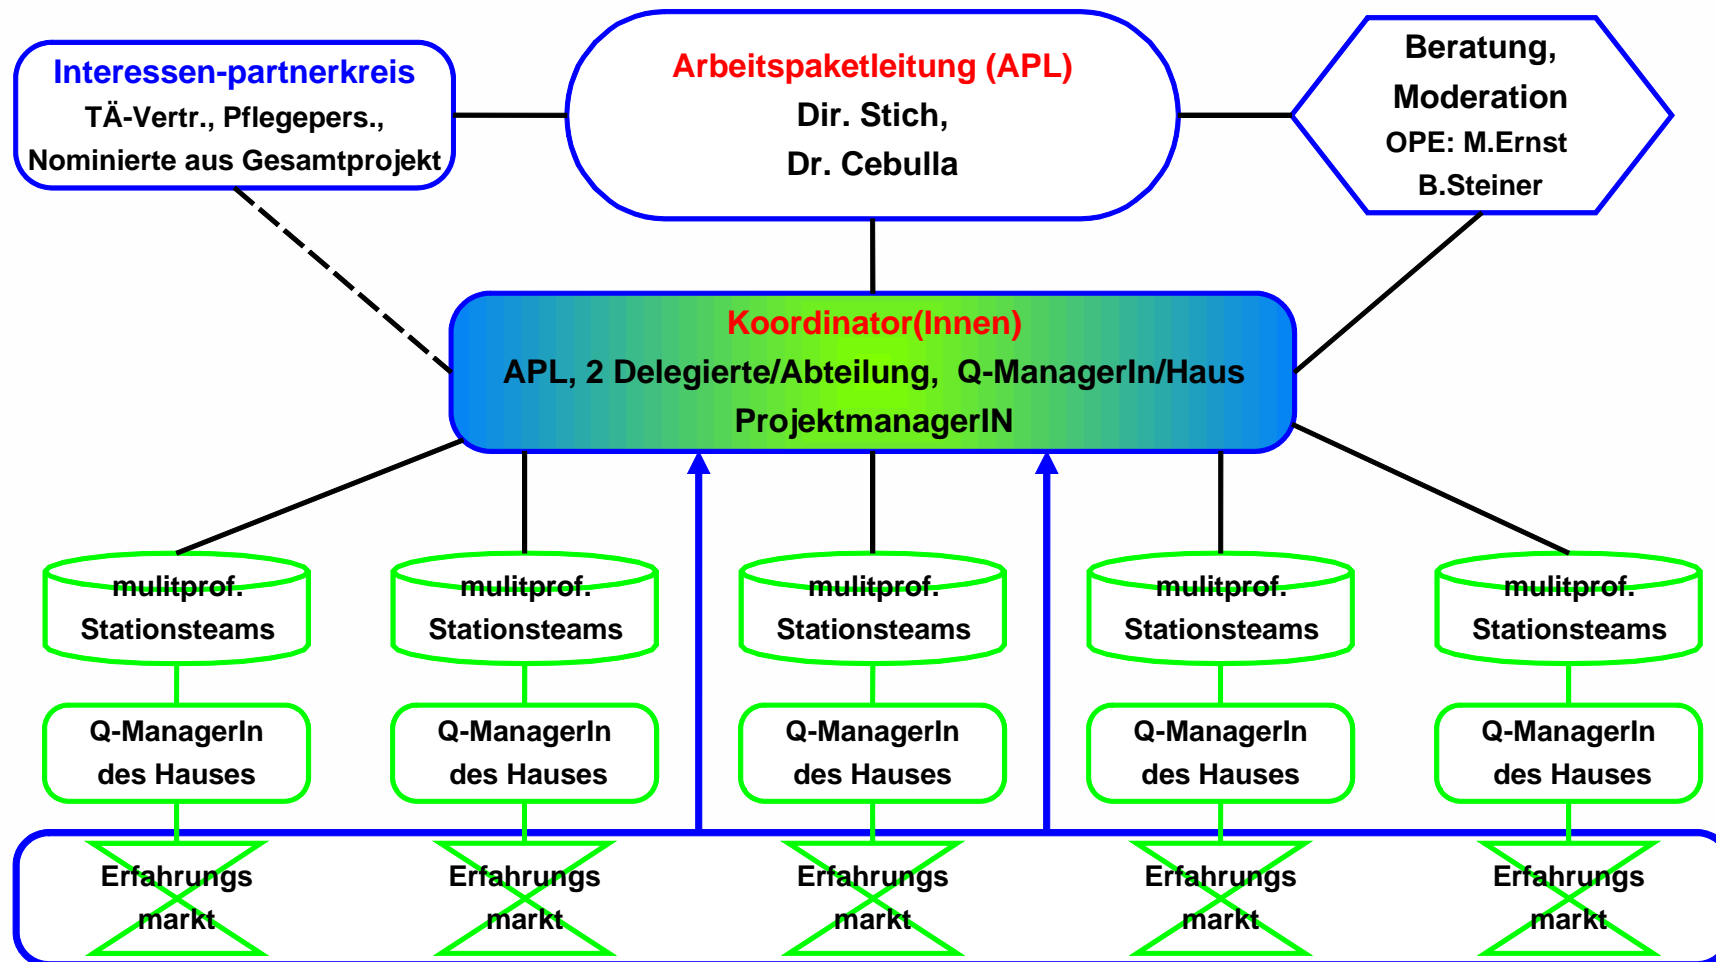 Interessen-partnerkreis
TÄ-Vertr., Pflegepers.,
Nominierte aus Gesamtprojekt
Arbeitspaketleitung (APL)
Dir. Stich,
Dr. Cebulla
Beratung,
Moderation
OPE: M.Ernst
B.Steiner
Koordinator(Innen)
APL, 2 Delegierte/Abteilung, Q-ManagerIn/Haus
ProjektmanagerIN
mulitprof.
Stationsteams
mulitprof.
Stationsteams
mulitprof.
Stationsteams
mulitprof.
Stationsteams
mulitprof.
Stationsteams
Q-ManagerIn
des Hauses
Q-ManagerIn
des Hauses
Q-ManagerIn
des Hauses
Q-ManagerIn
des Hauses
Q-ManagerIn
des Hauses
Erfahrungs
markt
Erfahrungs
markt
Erfahrungs
markt
Erfahrungs
markt
Erfahrungs
markt